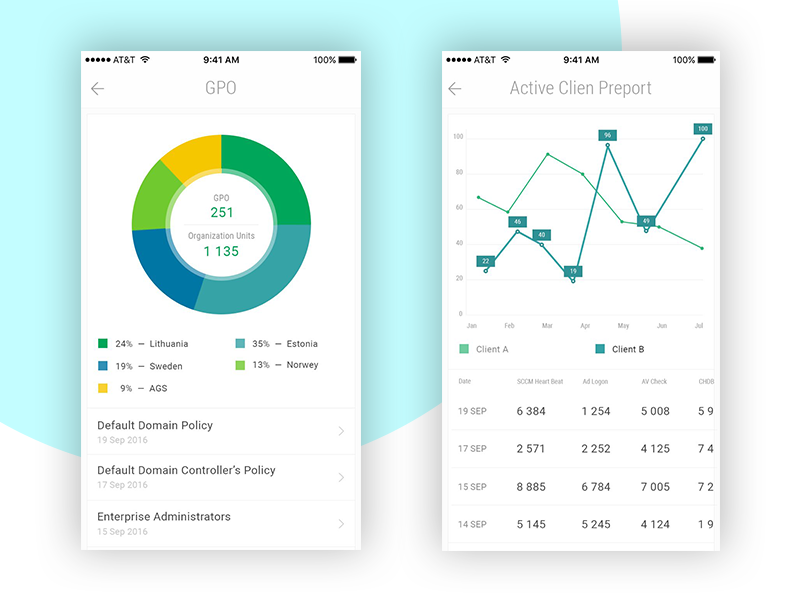 AT&T 9:41 AM 100%
GPO
GPO
251
Organization Units
1 135
24% — Lithuania
35% — Estonia
19% — Sweden
13% — Norwey
9% — AGS
Default Domain Policy
19 Sep 2016
Default Domain Controller's Policy
17 Sep 2016
Enterprise Administrators
15 Sep 2016
AT&T 9:41 AM 100%
Active Clien Preport
100
80
60
40
20
0
22
46
40
19
96
49
100
Jan Feb Mar Apr May Jun Jul
Client A Client B
Date SCCM Heart Beat Ad Logon AV Check CHOB
19 SEP 6 384 1 254 5 008 5 9
17 SEP 2 571 2 252 4 125 7 4
15 SEP 8 885 6 784 7 005 7 2
14 SEP 5 145 5 245 4 124 1 9